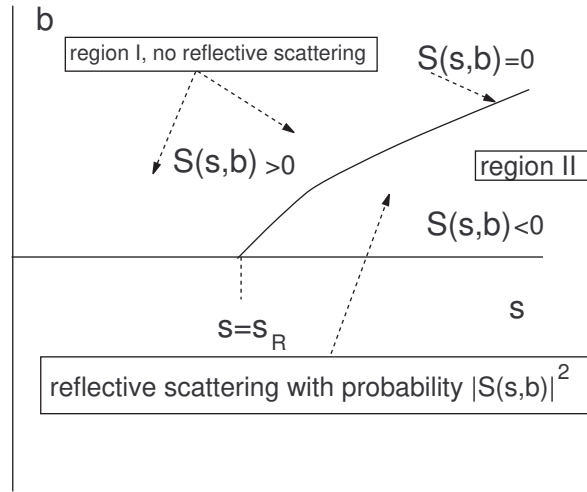 b
region I, no reflective scattering
S(s,b)=0
S(s,b) >0
region II
S(s,b)<0
s
s=s_R
reflective scattering with probability |S(s,b)|^2